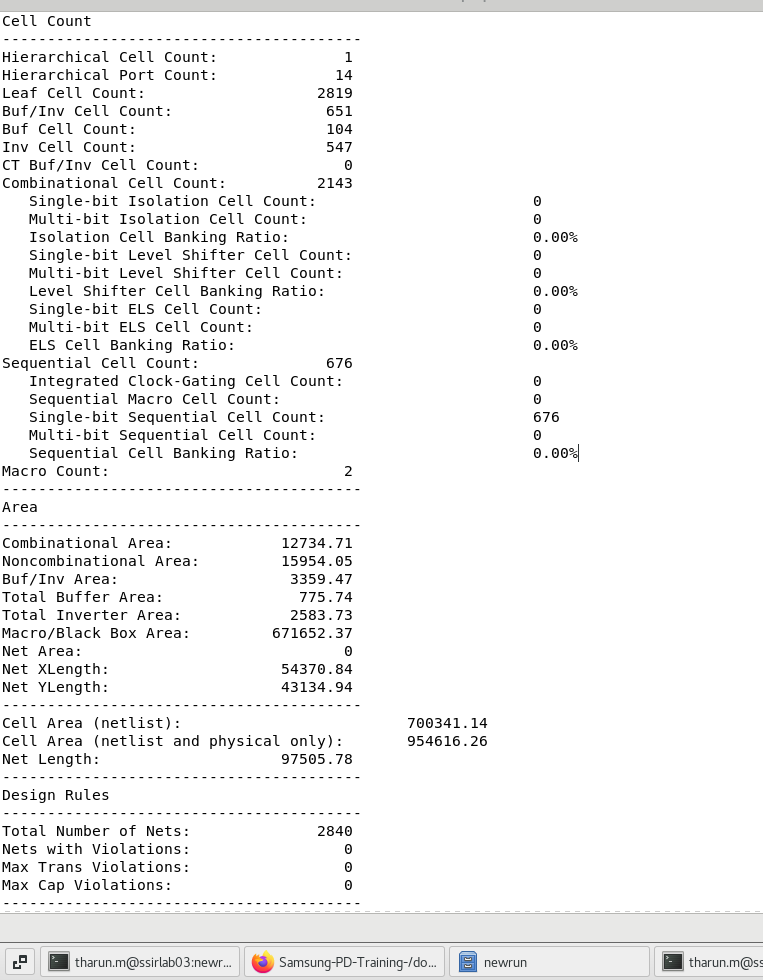 Cell Count
----------------------------------------
Hierarchical Cell Count: 1
Hierarchical Port Count: 14
Leaf Cell Count: 2819
Buf/Inv Cell Count: 651
Buf Cell Count: 104
Inv Cell Count: 547
CT Buf/Inv Cell Count: 0
Combinational Cell Count: 2143
Single-bit Isolation Cell Count: 0
Multi-bit Isolation Cell Count: 0
Isolation Cell Banking Ratio: 0.00%
Single-bit Level Shifter Cell Count: 0
Multi-bit Level Shifter Cell Count: 0
Level Shifter Cell Banking Ratio: 0.00%
Single-bit ELS Cell Count: 0
Multi-bit ELS Cell Count: 0
ELS Cell Banking Ratio: 0.00%
Sequential Cell Count: 676
Integrated Clock-Gating Cell Count: 0
Sequential Macro Cell Count: 0
Single-bit Sequential Cell Count: 676
Multi-bit Sequential Cell Count: 0
Sequential Cell Banking Ratio: 0.00%
Macro Count: 2
----------------------------------------
Area
----------------------------------------
Combinational Area: 12734.71
Noncombinational Area: 15954.05
Buf/Inv Area: 3359.47
Total Buffer Area: 775.74
Total Inverter Area: 2583.73
Macro/Black Box Area: 671652.37
Net Area: 0
Net XLength: 54370.84
Net YLength: 43134.94
----------------------------------------
Cell Area (netlist): 700341.14
Cell Area (netlist and physical only): 954616.26
Net Length: 97505.78
----------------------------------------
Design Rules
----------------------------------------
Total Number of Nets: 2840
Nets with Violations: 0
Max Trans Violations: 0
Max Cap Violations: 0
----------------------------------------
tharun.m@ssirlab03:newr... Samsung-PD-Training-/do... newrun tharun.m@ss